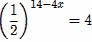 (1/2)^{14-4x} = 4